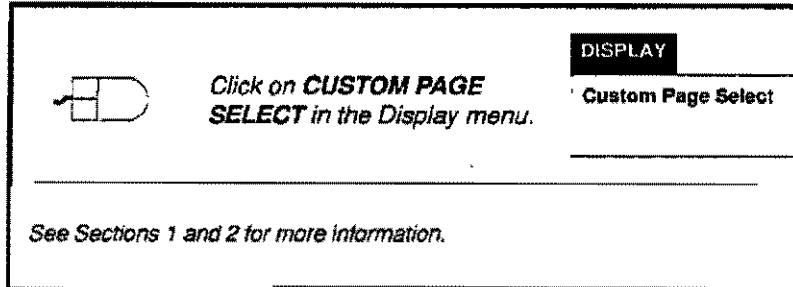 DISPLAY
Click on CUSTOM PAGE
SELECT in the Display menu.
Custom Page Select
See Sections 1 and 2 for more information.